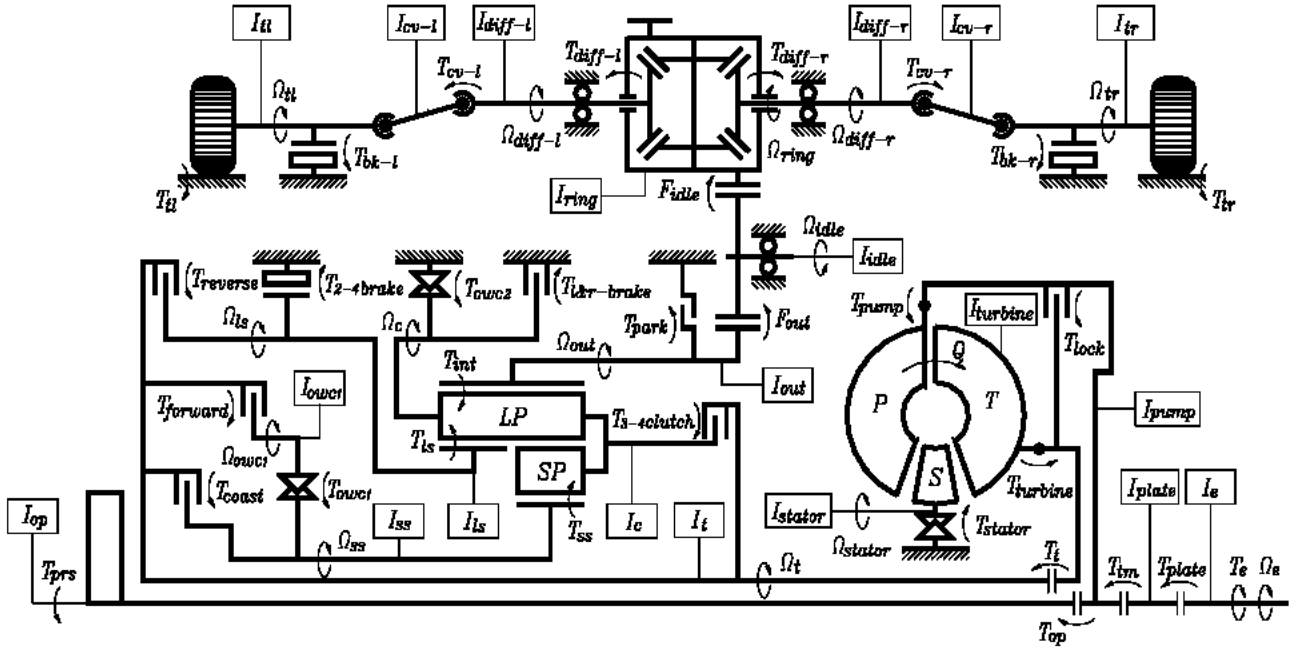 I_tl I_cv-l I_diff-l I_diff-r I_cv-r I_tr
T_cv-l T_diff-l T_diff-r T_cv-r
Ω_tl Ω_diff-l Ω_ring Ω_diff-r Ω_tr
T_bk-l T_bk-r
T_tl I_ring F_idle T_tr
Ω_idle I_idle
T_reverse T_2-4brake T_owc2 T_l&r-brake
T_pump I_turbine
Ω_ls Ω_c T_park F_out
Ω_out Q T_lock
T_int I_out
I_owc1 P T I_pump
T_forward LP T_3-4clutch
Ω_owc1 T_ls SP S
T_coast T_owc1 T_turbine I_plate I_e
I_op I_ss I_ls T_ss I_c I_t I_stator T_stator
Ω_ss Ω_stator
T_prs Ω_t T_t T_tm T_plate T_e Ω_e
T_op